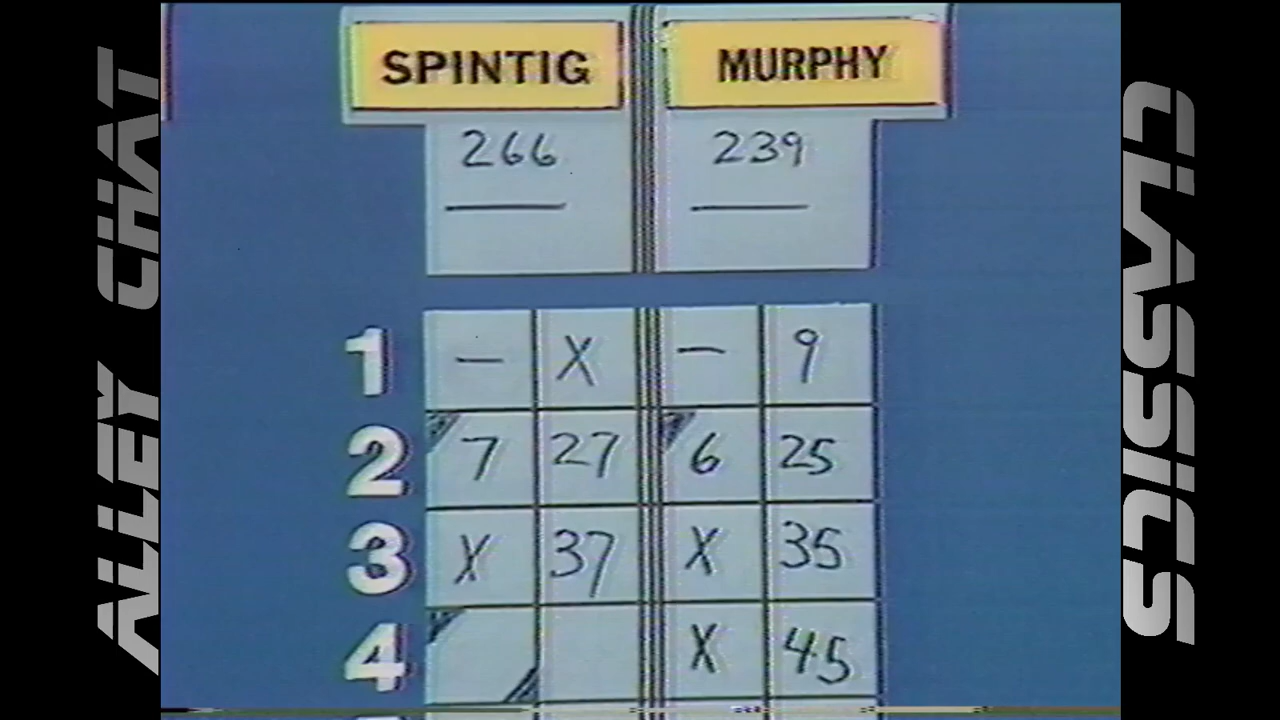 ALLEY CHAT
SPINTIG MURPHY
266 239
1 – X – 9
2 7 27 6 25
3 X 37 X 35
4 X 45
CLASSICS